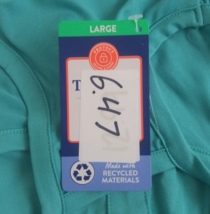 LARGE
T
6.47
Made with
RECYCLED
MATERIALS